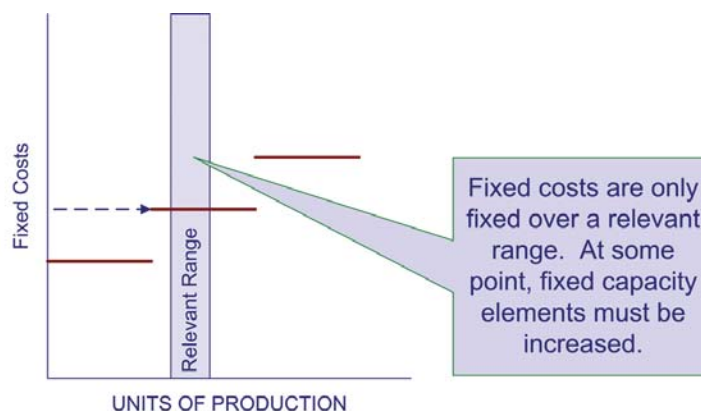 Fixed Costs
Relevant Range
Fixed costs are only
fixed over a relevant
range. At some
point, fixed capacity
elements must be
increased.
UNITS OF PRODUCTION